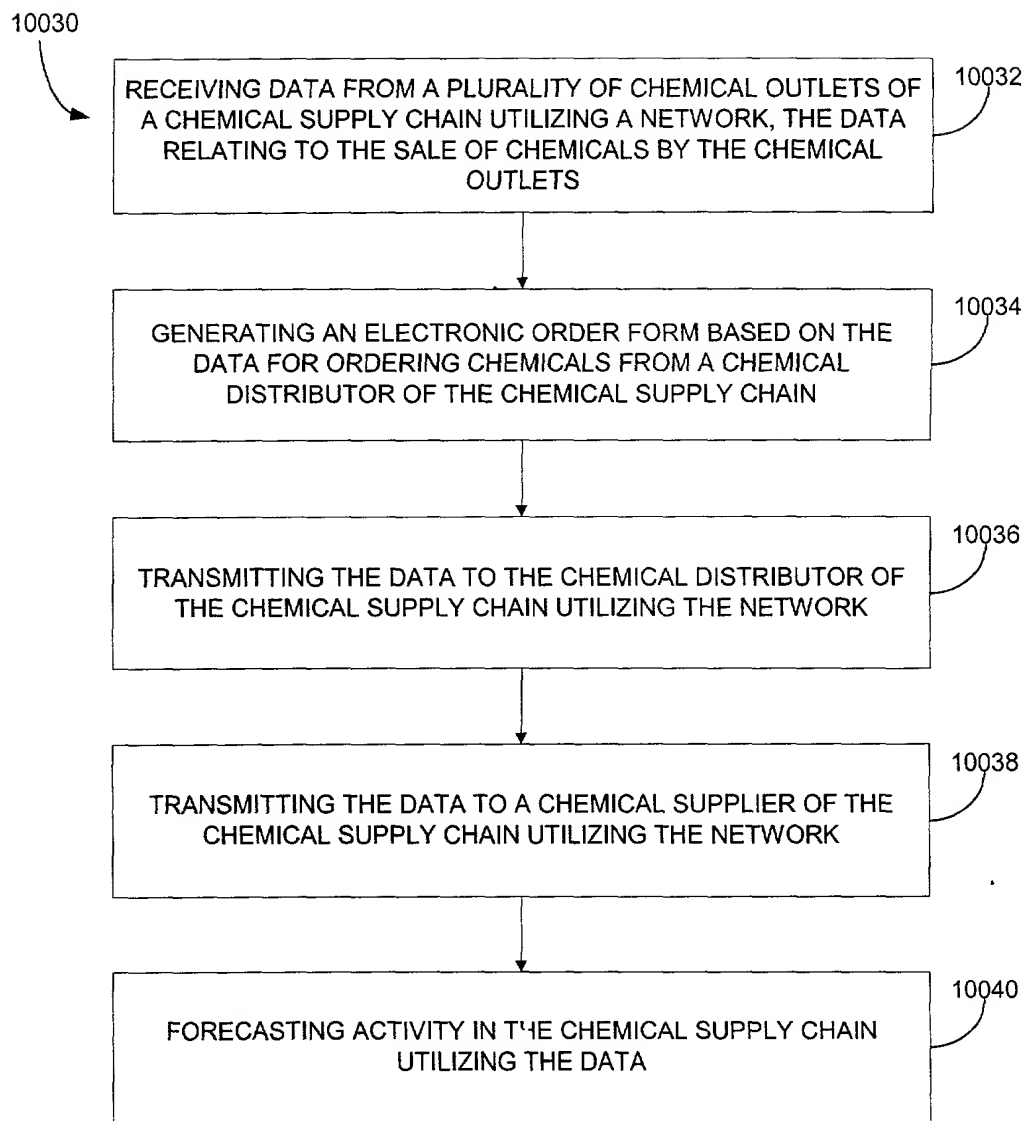 10030
10032
RECEIVING DATA FROM A PLURALITY OF CHEMICAL OUTLETS OF
A CHEMICAL SUPPLY CHAIN UTILIZING A NETWORK, THE DATA
RELATING TO THE SALE OF CHEMICALS BY THE CHEMICAL
OUTLETS
10034
GENERATING AN ELECTRONIC ORDER FORM BASED ON THE
DATA FOR ORDERING CHEMICALS FROM A CHEMICAL
DISTRIBUTOR OF THE CHEMICAL SUPPLY CHAIN
10036
TRANSMITTING THE DATA TO THE CHEMICAL DISTRIBUTOR OF
THE CHEMICAL SUPPLY CHAIN UTILIZING THE NETWORK
10038
TRANSMITTING THE DATA TO A CHEMICAL SUPPLIER OF THE
CHEMICAL SUPPLY CHAIN UTILIZING THE NETWORK
10040
FORECASTING ACTIVITY IN THE CHEMICAL SUPPLY CHAIN
UTILIZING THE DATA